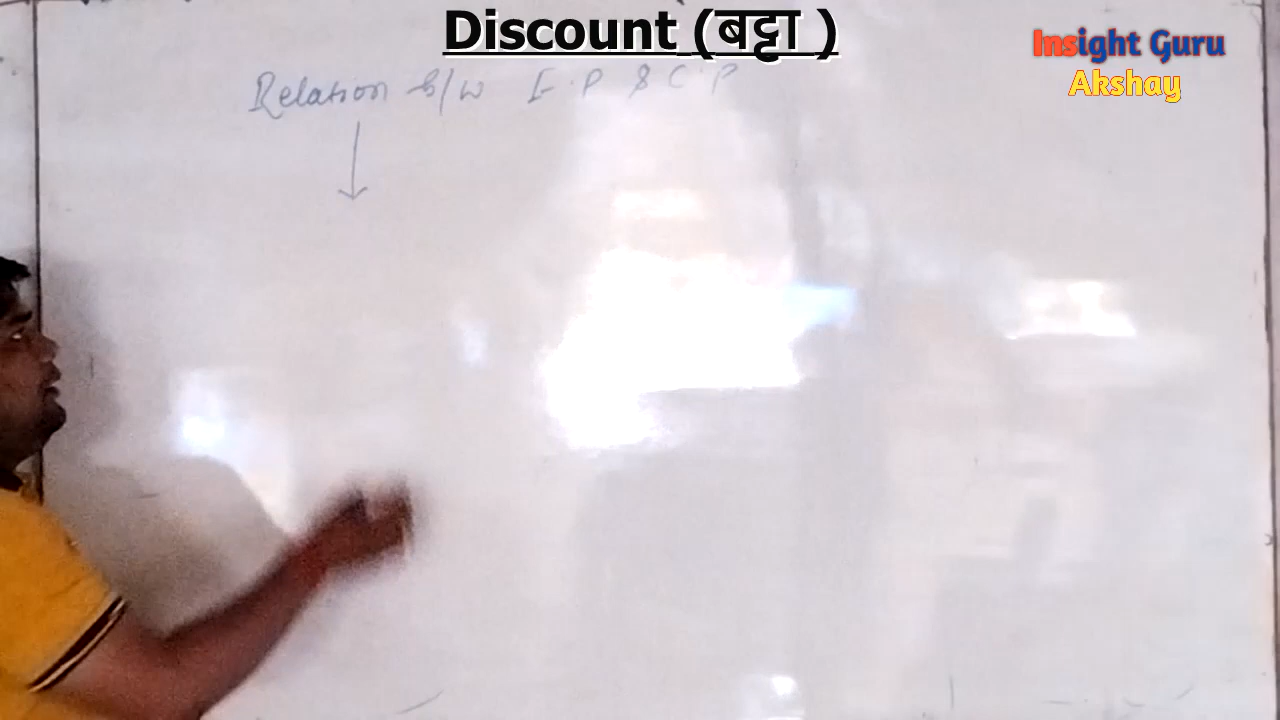 Discount (बट्टा )
Insight Guru
Akshay
Relation b/w I.P & C.P